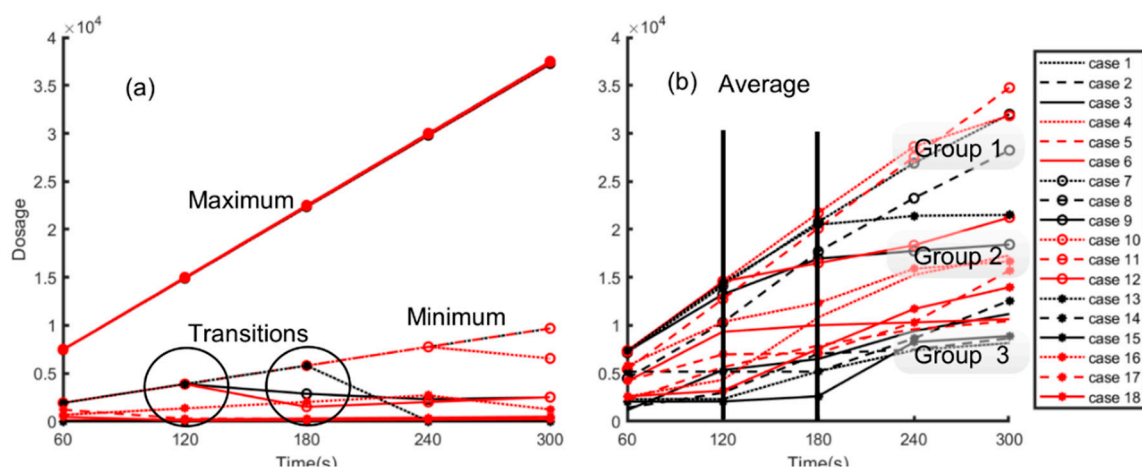 ×10⁴
4
3.5
3
2.5
2
1.5
1
0.5
0
Dosage
(a)
Maximum
Transitions
Minimum
60 120 180 240 300
Time(s)
×10⁴
4
3.5
3
2.5
2
1.5
1
0.5
0
(b)
Average
Group 1
Group 2
Group 3
60 120 180 240 300
Time(s)
case 1
case 2
case 3
case 4
case 5
case 6
case 7
case 8
case 9
case 10
case 11
case 12
case 13
case 14
case 15
case 16
case 17
case 18